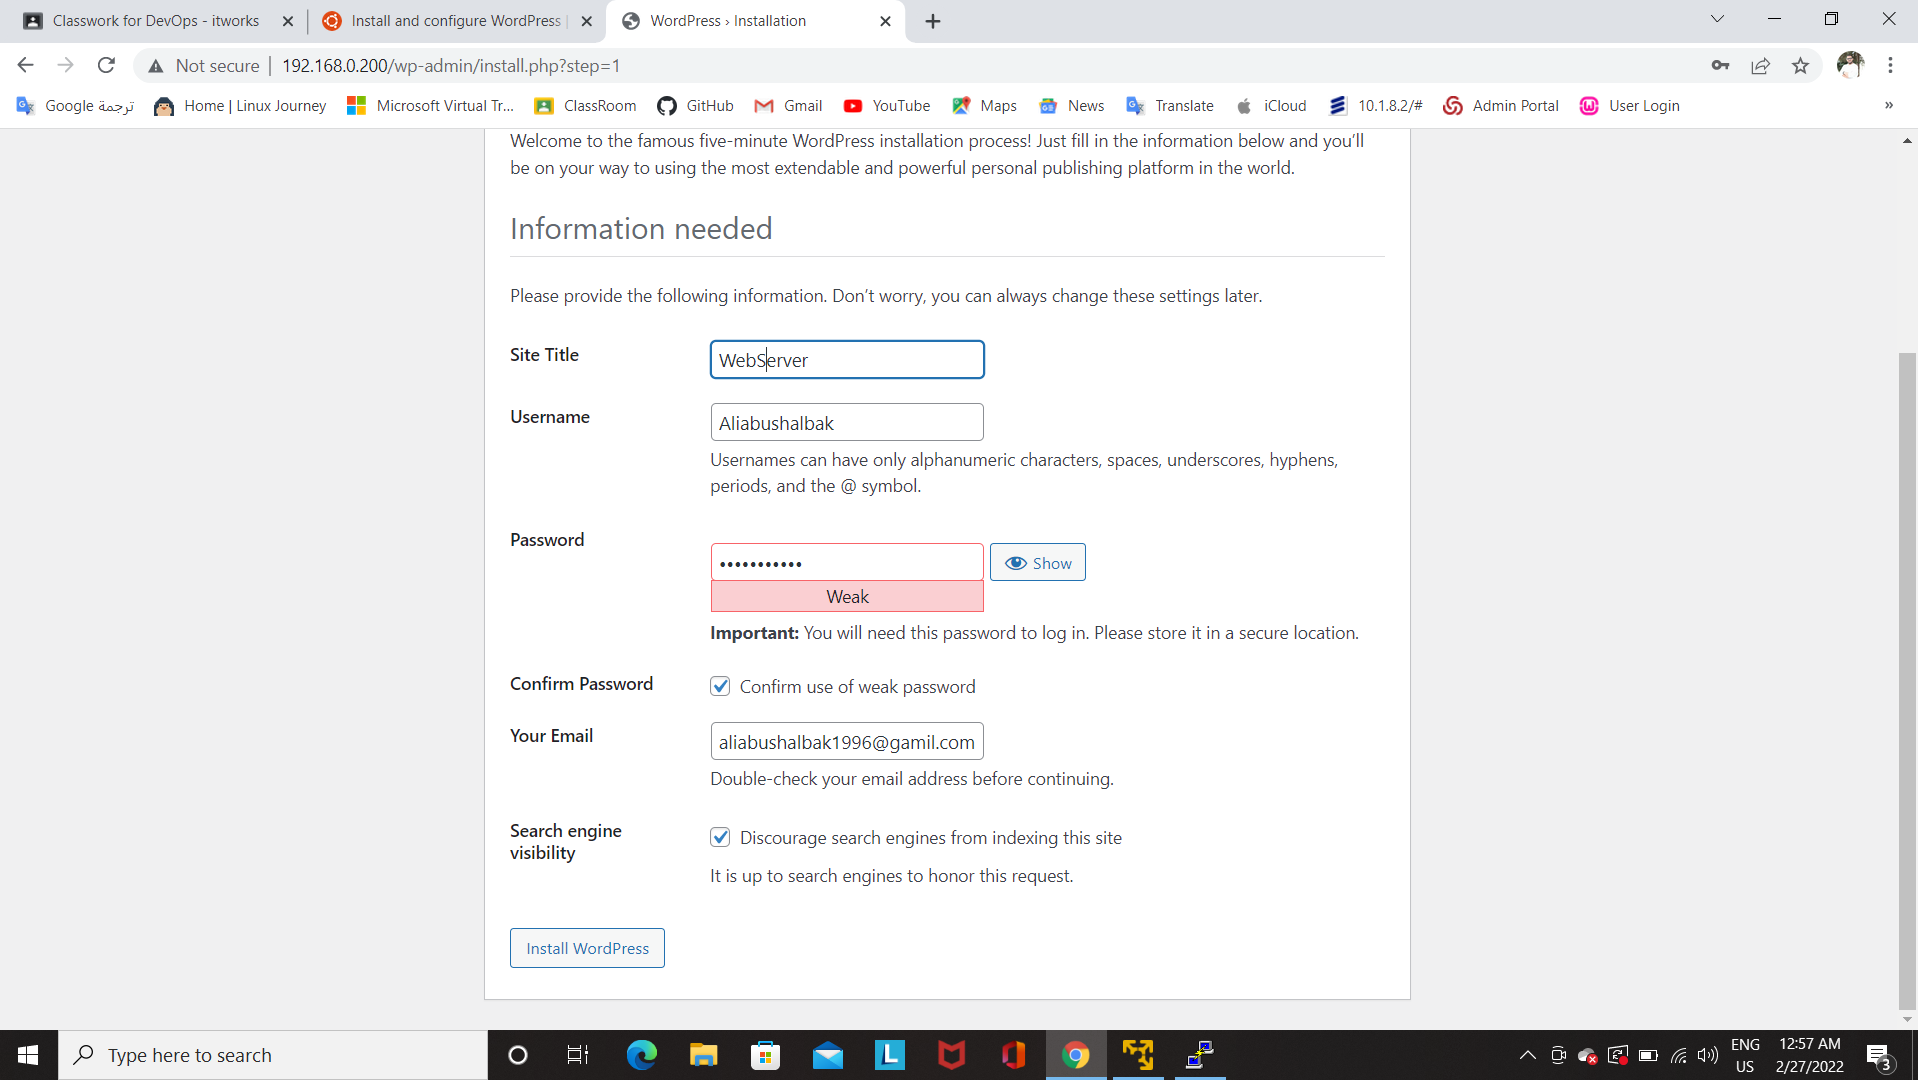 Classwork for DevOps - itworks
Install and configure WordPress |
WordPress › Installation
Not secure | 192.168.0.200/wp-admin/install.php?step=1
Google ترجمة
Home | Linux Journey
Microsoft Virtual Tr...
ClassRoom
GitHub
Gmail
YouTube
Maps
News
Translate
iCloud
10.1.8.2/#
Admin Portal
User Login
»
Welcome to the famous five-minute WordPress installation process! Just fill in the information below and you’ll
be on your way to using the most extendable and powerful personal publishing platform in the world.
Information needed
Please provide the following information. Don’t worry, you can always change these settings later.
Site Title
WebServer
Username
Aliabushalbak
Usernames can have only alphanumeric characters, spaces, underscores, hyphens,
periods, and the @ symbol.
Password
•••••••••••
Show
Weak
Important: You will need this password to log in. Please store it in a secure location.
Confirm Password
Confirm use of weak password
Your Email
aliabushalbak1996@gamil.com
Double-check your email address before continuing.
Search engine
visibility
Discourage search engines from indexing this site
It is up to search engines to honor this request.
Install WordPress
Type here to search
L
ENG
US
12:57 AM
2/27/2022
3